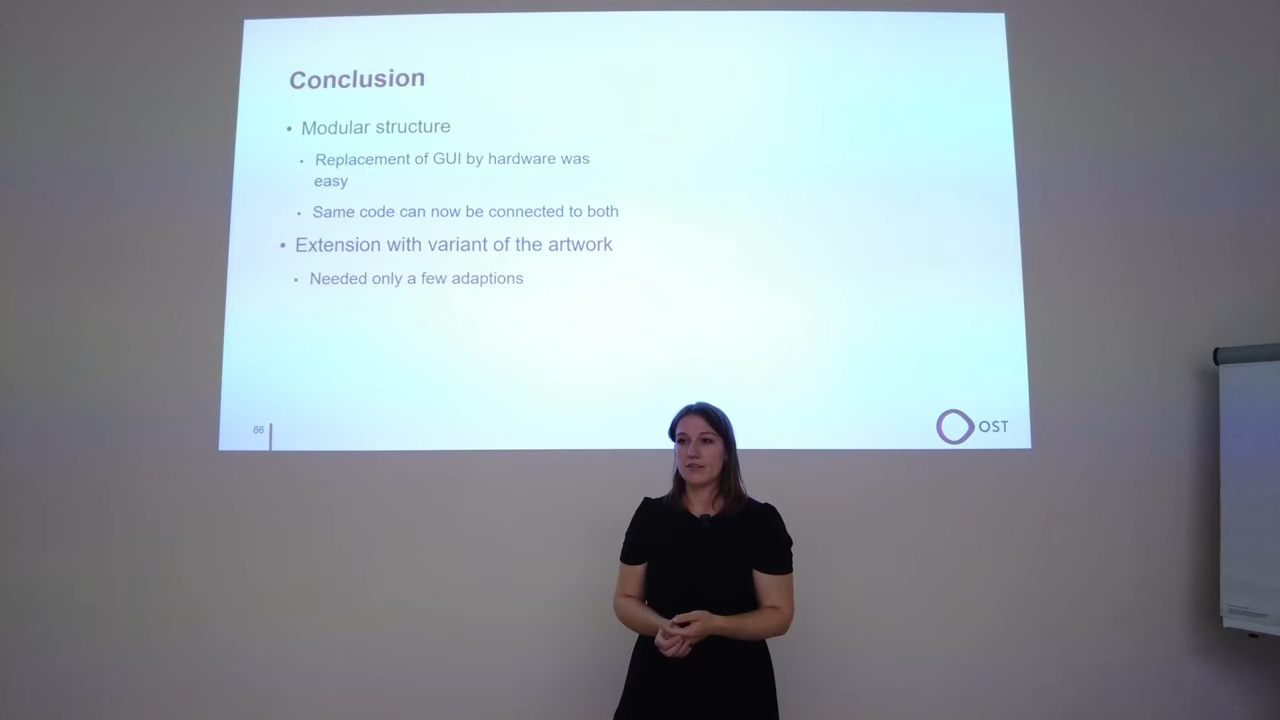 Conclusion
• Modular structure
• Replacement of GUI by hardware was
easy
• Same code can now be connected to both
• Extension with variant of the artwork
• Needed only a few adaptions
86
OST